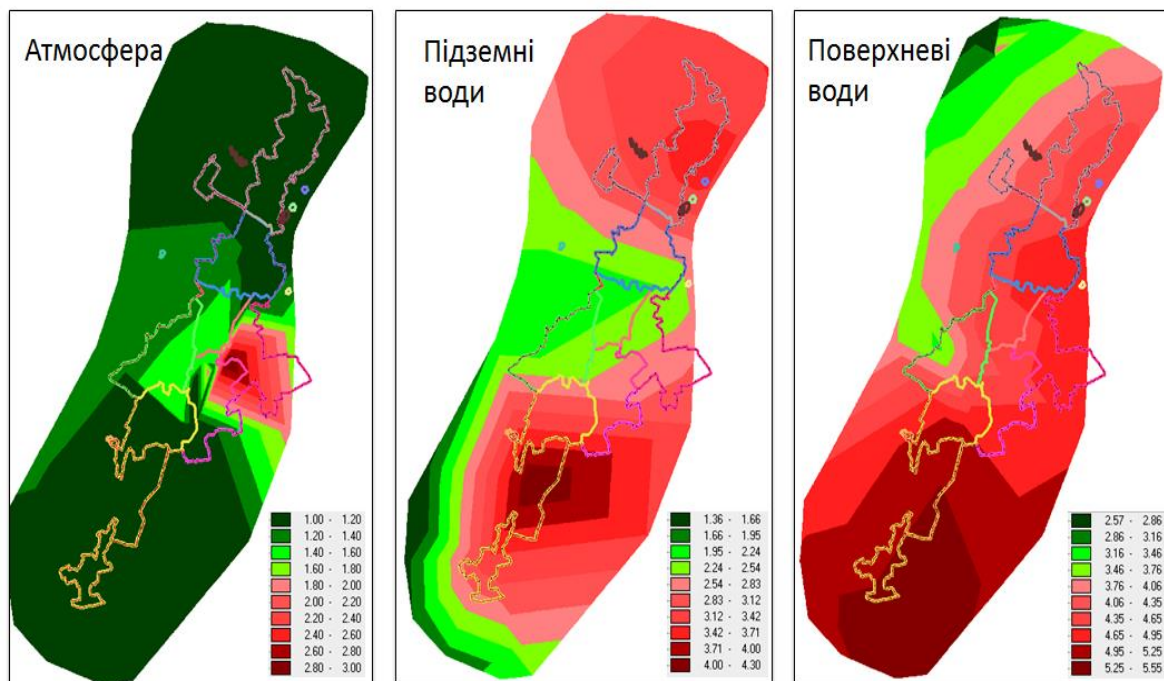 Атмосфера
1.00 - 1.20
1.20 - 1.40
1.40 - 1.60
1.60 - 1.80
1.80 - 2.00
2.00 - 2.20
2.20 - 2.40
2.40 - 2.60
2.60 - 2.80
2.80 - 3.00
Підземні
води
1.36 - 1.66
1.66 - 1.95
1.95 - 2.24
2.24 - 2.54
2.54 - 2.83
2.83 - 3.12
3.12 - 3.42
3.42 - 3.71
3.71 - 4.00
4.00 - 4.30
Поверхневі
води
2.57 - 2.86
2.86 - 3.16
3.16 - 3.46
3.46 - 3.76
3.76 - 4.06
4.06 - 4.35
4.35 - 4.65
4.65 - 4.95
4.95 - 5.25
5.25 - 5.55